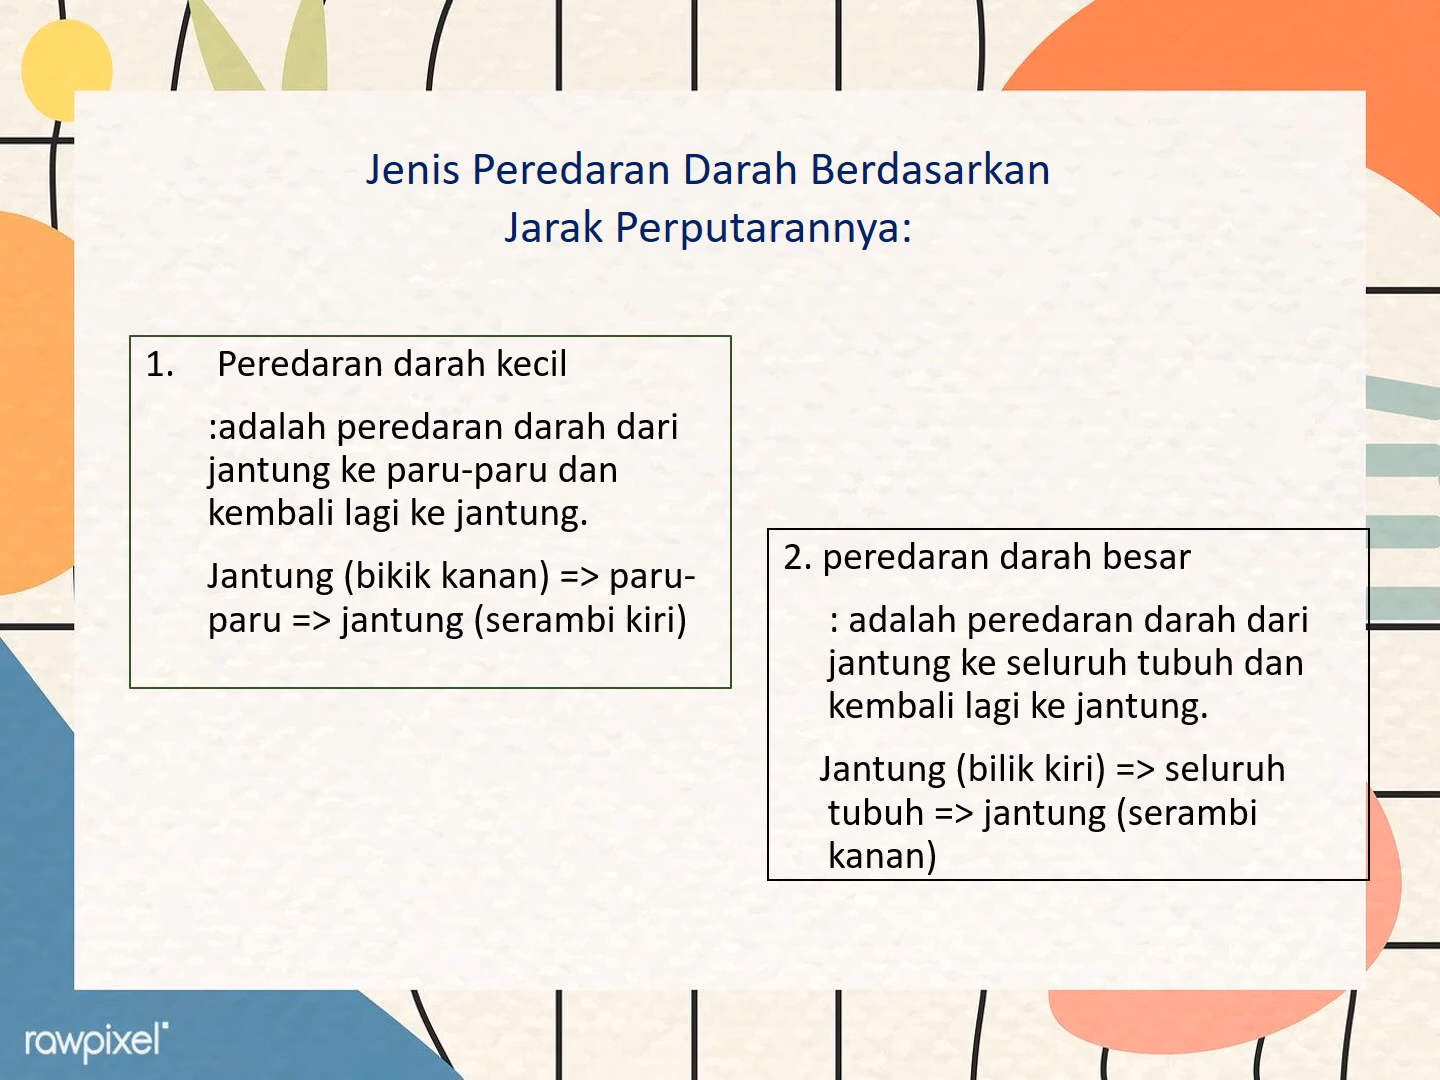 Jenis Peredaran Darah Berdasarkan
Jarak Perputarannya:
1. Peredaran darah kecil
:adalah peredaran darah dari
jantung ke paru-paru dan
kembali lagi ke jantung.
Jantung (bikik kanan) => paru-
paru => jantung (serambi kiri)
2. peredaran darah besar
: adalah peredaran darah dari
jantung ke seluruh tubuh dan
kembali lagi ke jantung.
Jantung (bilik kiri) => seluruh
tubuh => jantung (serambi
kanan)
rawpixel